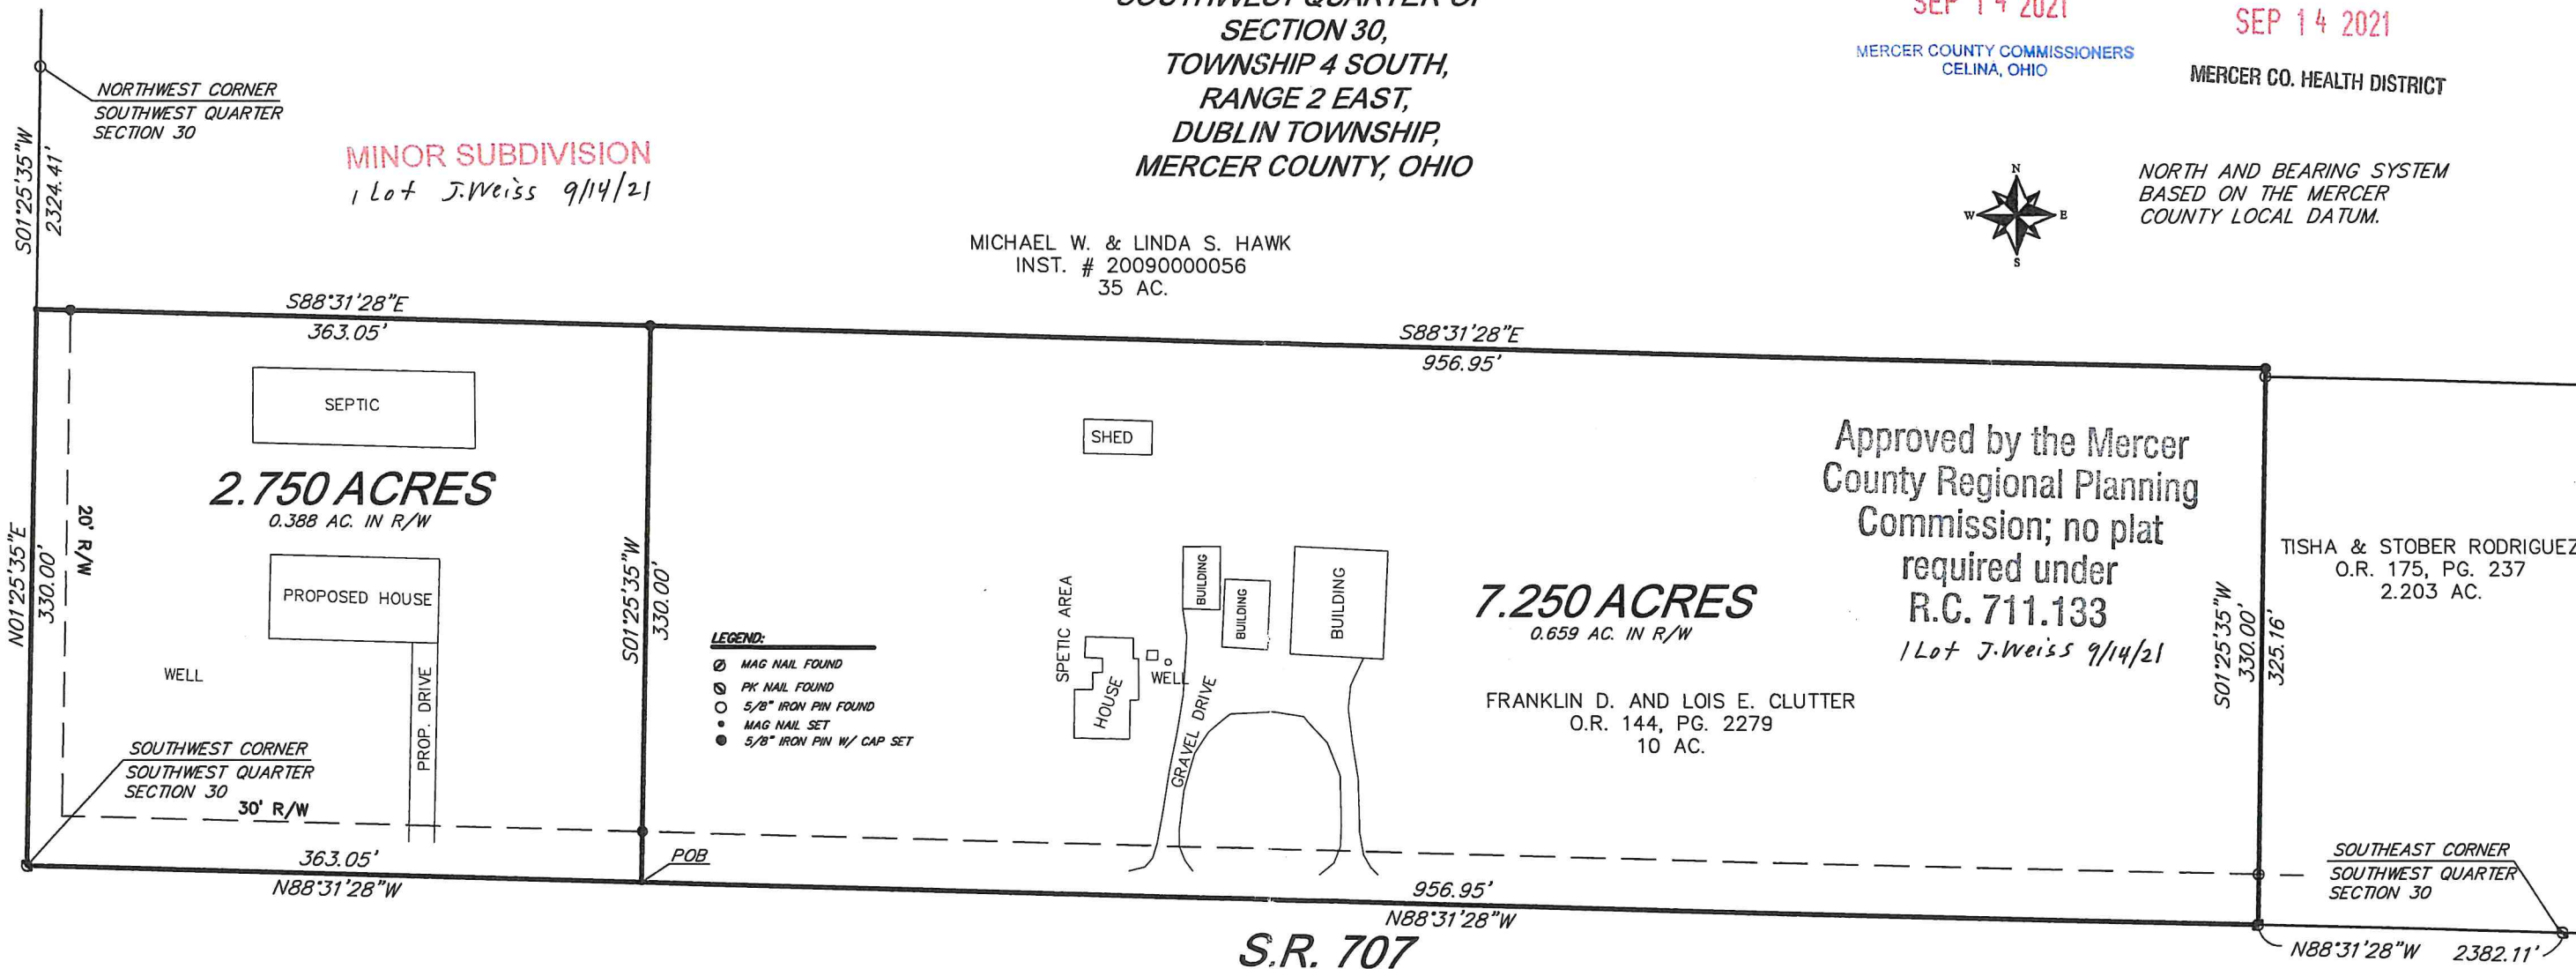 SOUTHWEST QUARTER OF
SECTION 30,
TOWNSHIP 4 SOUTH,
RANGE 2 EAST,
DUBLIN TOWNSHIP,
MERCER COUNTY, OHIO
SEP 14 2021
MERCER COUNTY COMMISSIONERS
CELINA, OHIO
SEP 14 2021
MERCER CO. HEALTH DISTRICT
NORTHWEST CORNER
SOUTHWEST QUARTER
SECTION 30
S01°25'35"W
2324.41'
MINOR SUBDIVISION
1 Lot J.Weiss 9/14/21
N
W
E
S
NORTH AND BEARING SYSTEM
BASED ON THE MERCER
COUNTY LOCAL DATUM.
MICHAEL W. & LINDA S. HAWK
INST. # 20090000056
35 AC.
S88°31'28"E
363.05'
S88°31'28"E
956.95'
SEPTIC
2.750 ACRES
0.388 AC. IN R/W
20' R/W
N01°25'35"E
330.00'
PROPOSED HOUSE
WELL
PROP. DRIVE
SOUTHWEST CORNER
SOUTHWEST QUARTER
SECTION 30
30' R/W
363.05'
N88°31'28"W
S01°25'35"W
330.00'
LEGEND:
MAG NAIL FOUND
PK NAIL FOUND
5/8" IRON PIN FOUND
MAG NAIL SET
5/8" IRON PIN W/ CAP SET
POB
SHED
SPETIC AREA
HOUSE
WELL
BUILDING
BUILDING
BUILDING
GRAVEL DRIVE
7.250 ACRES
0.659 AC. IN R/W
FRANKLIN D. AND LOIS E. CLUTTER
O.R. 144, PG. 2279
10 AC.
Approved by the Mercer
County Regional Planning
Commission; no plat
required under
R.C. 711.133
1 Lot J.Weiss 9/14/21
S01°25'35"W
330.00'
325.16'
TISHA & STOBER RODRIGUEZ
O.R. 175, PG. 237
2.203 AC.
SOUTHEAST CORNER
SOUTHWEST QUARTER
SECTION 30
956.95'
N88°31'28"W
N88°31'28"W 2382.11'
S.R. 707